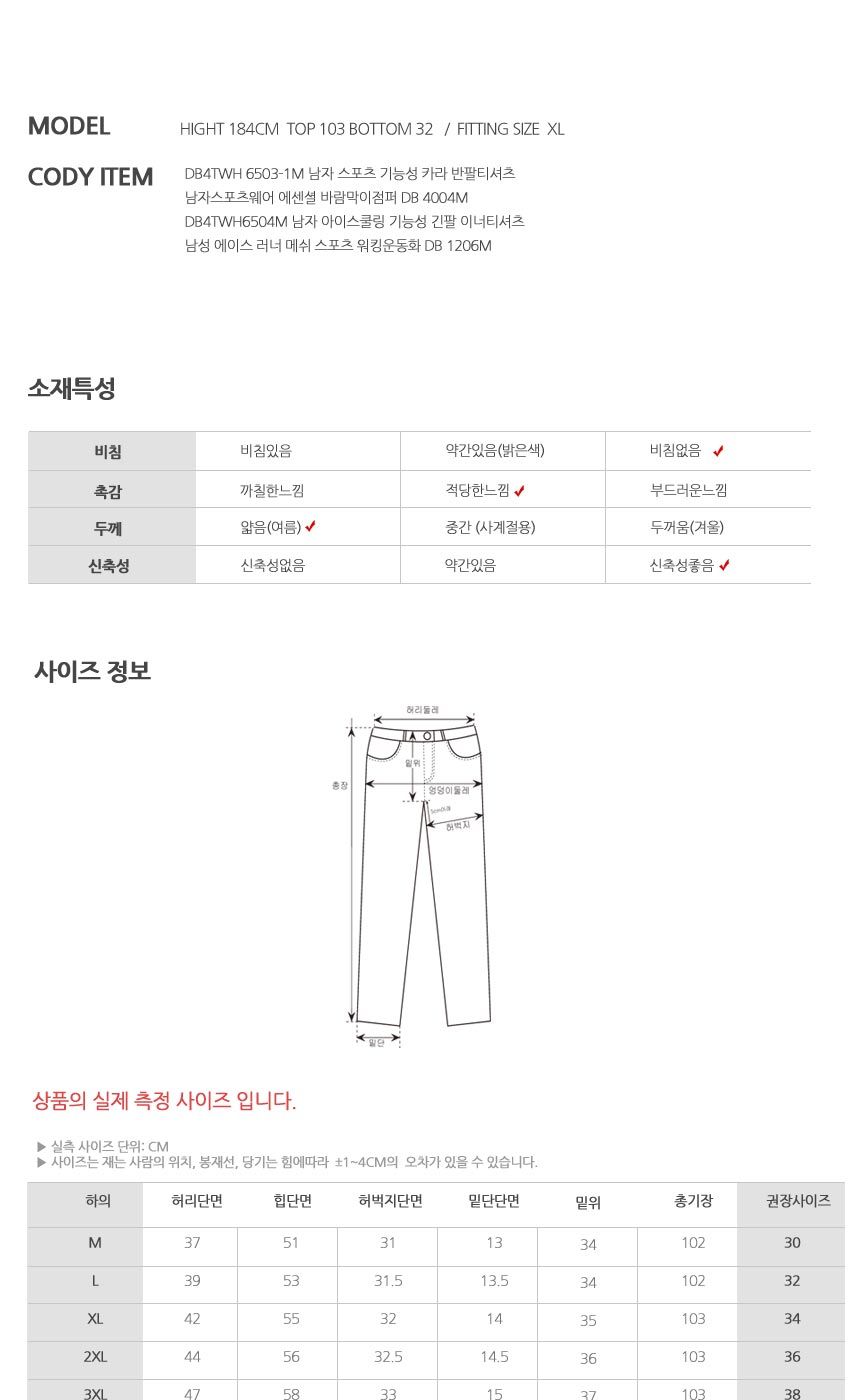 MODEL HIGHT 184CM TOP 103 BOTTOM 32 / FITTING SIZE XL
CODY ITEM DB4TWH 6503-1M 남자 스포츠 기능성 카라 반팔티셔츠
남자스포츠웨어 에센셜 바람막이점퍼 DB 4004M
DB4TWH6504M 남자 아이스쿨링 기능성 긴팔 이너티셔츠
남성 에이스 러너 메쉬 스포츠 워킹운동화 DB 1206M
소재특성
비침 비침있음 약간있음(밝은색) 비침없음
촉감 까칠한느낌 적당한느낌 부드러운느낌
두께 얇음(여름) 중간 (사계절용) 두꺼움(겨울)
신축성 신축성없음 약간있음 신축성좋음
사이즈 정보
허리둘레
밑위
총장
엉덩이둘레
허벅지
밑단
상품의 실제 측정 사이즈 입니다.
▶ 실측 사이즈 단위: CM
▶ 사이즈는 재는 사람의 위치, 봉재선, 당기는 힘에따라 ±1~4CM의 오차가 있을 수 있습니다.
하의 허리단면 힙단면 허벅지단면 밑단단면 밑위 총기장 권장사이즈
M 37 51 31 13 34 102 30
L 39 53 31.5 13.5 34 102 32
XL 42 55 32 14 35 103 34
2XL 44 56 32.5 14.5 36 103 36
3XL 47 58 33 15 37 103 38